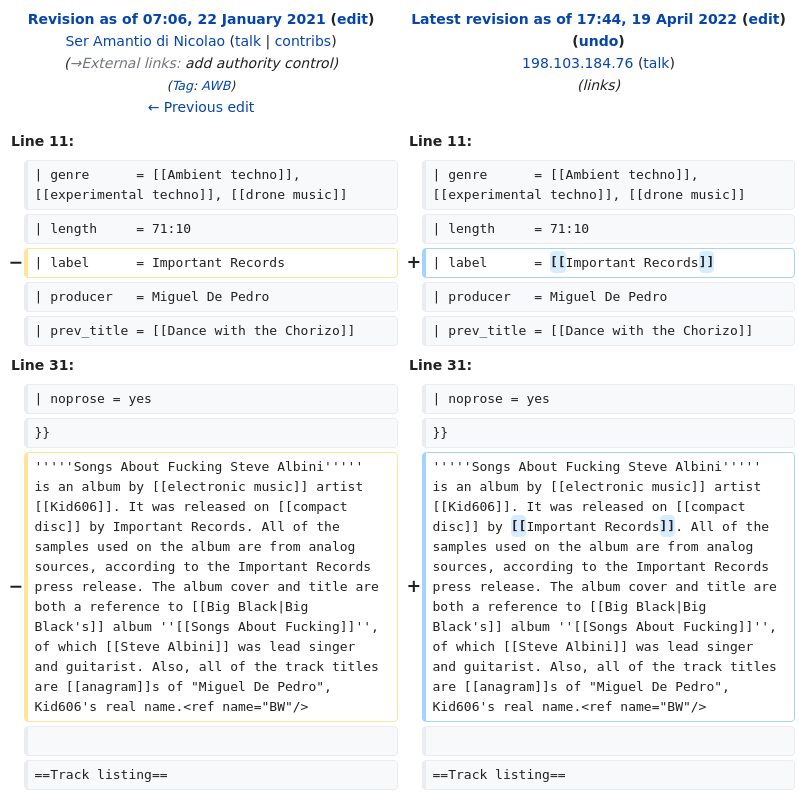 Revision as of 07:06, 22 January 2021 (edit)
Ser Amantio di Nicolao (talk | contribs)
(→External links: add authority control)
(Tag: AWB)
← Previous edit
Latest revision as of 17:44, 19 April 2022 (edit)
(undo)
198.103.184.76 (talk)
(links)
Line 11:
| genre      = [[Ambient techno]],
[[experimental techno]], [[drone music]]
| length     = 71:10
− | label      = Important Records
| producer   = Miguel De Pedro
| prev_title = [[Dance with the Chorizo]]
Line 11:
| genre      = [[Ambient techno]],
[[experimental techno]], [[drone music]]
| length     = 71:10
+ | label      = [[Important Records]]
| producer   = Miguel De Pedro
| prev_title = [[Dance with the Chorizo]]
Line 31:
| noprose = yes
}}
'''''Songs About Fucking Steve Albini'''''
is an album by [[electronic music]] artist
[[Kid606]]. It was released on [[compact
disc]] by Important Records. All of the
samples used on the album are from analog
sources, according to the Important Records
− press release. The album cover and title are
both a reference to [[Big Black|Big
Black's]] album ''[[Songs About Fucking]]'',
of which [[Steve Albini]] was lead singer
and guitarist. Also, all of the track titles
are [[anagram]]s of "Miguel De Pedro",
Kid606's real name.<ref name="BW"/>
==Track listing==
Line 31:
| noprose = yes
}}
'''''Songs About Fucking Steve Albini'''''
is an album by [[electronic music]] artist
[[Kid606]]. It was released on [[compact
disc]] by [[Important Records]]. All of the
samples used on the album are from analog
sources, according to the Important Records
+ press release. The album cover and title are
both a reference to [[Big Black|Big
Black's]] album ''[[Songs About Fucking]]'',
of which [[Steve Albini]] was lead singer
and guitarist. Also, all of the track titles
are [[anagram]]s of "Miguel De Pedro",
Kid606's real name.<ref name="BW"/>
==Track listing==